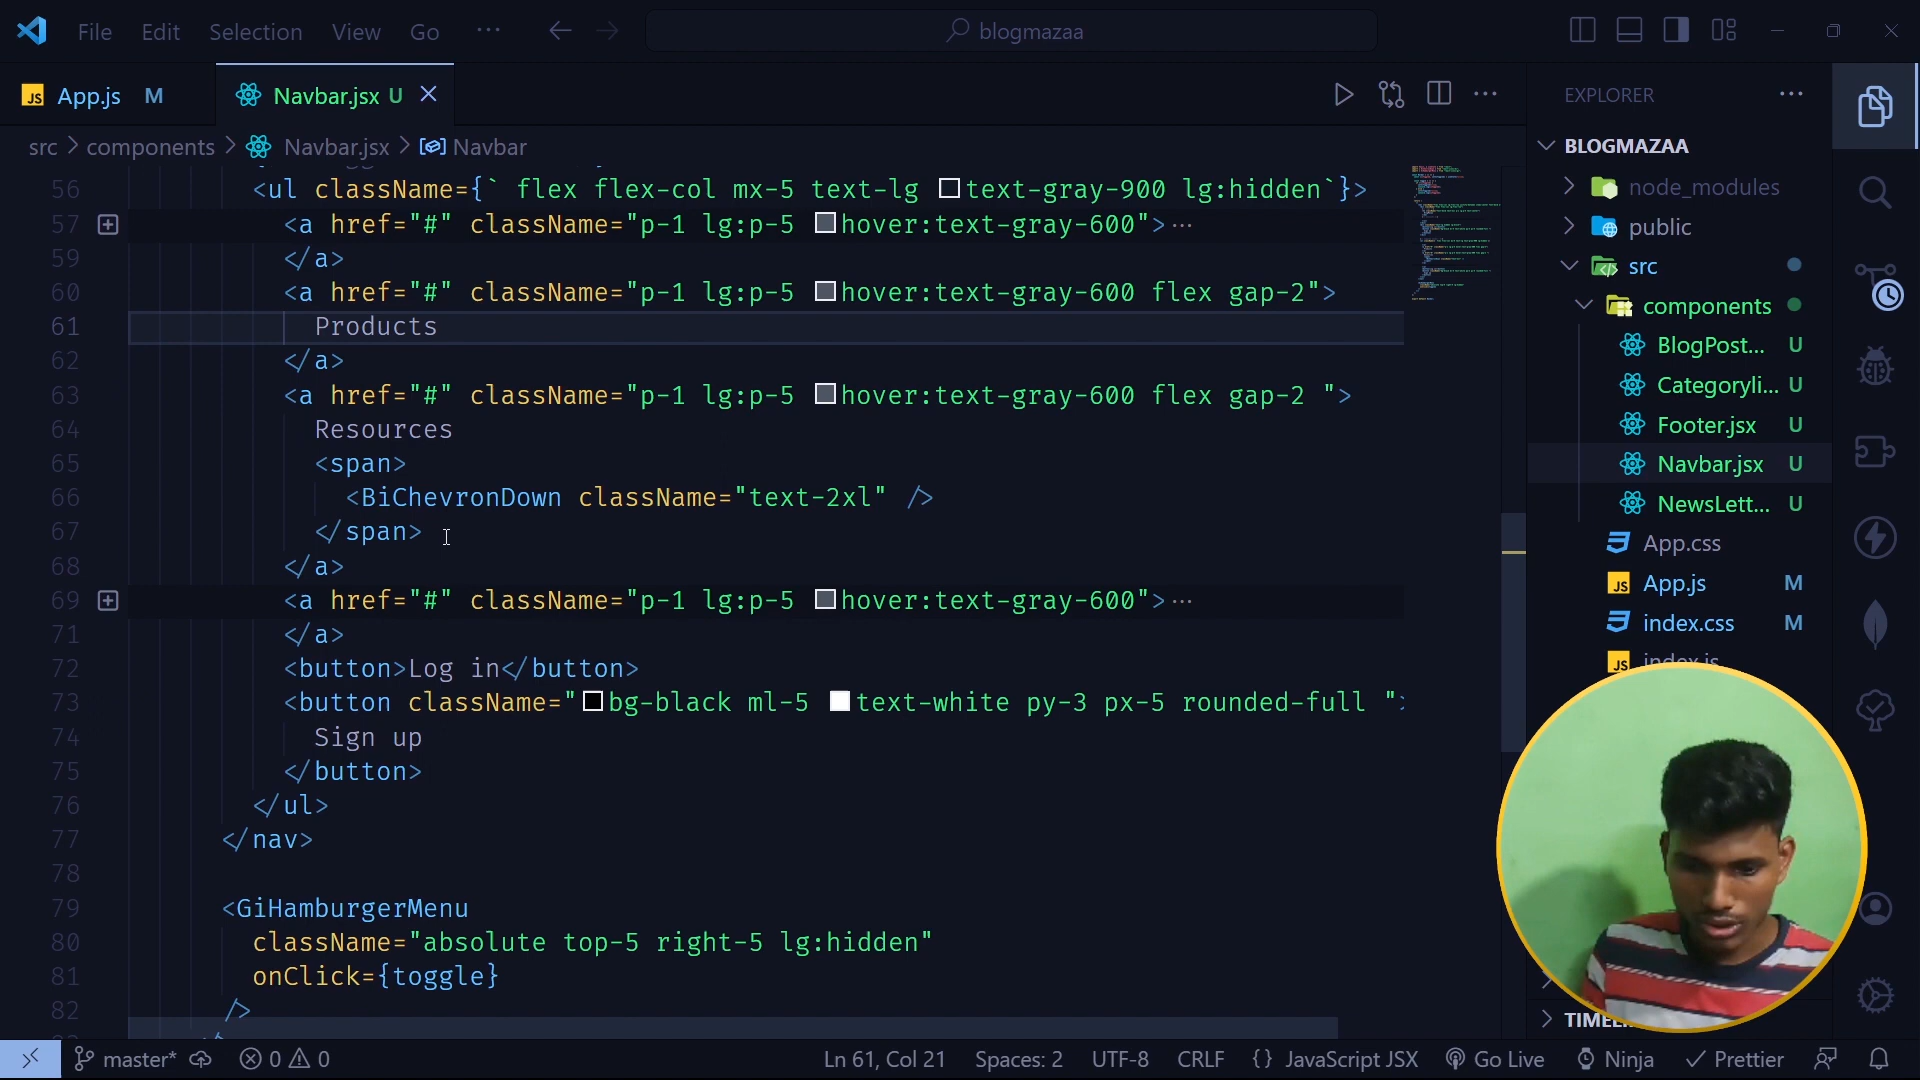 File Edit Selection View Go ··· blogmazaa
JS App.js M Navbar.jsx U
src > components > Navbar.jsx > Navbar
56 <ul className={` flex flex-col mx-5 text-lg text-gray-900 lg:hidden`}>
57 <a href="#" className="p-1 lg:p-5 hover:text-gray-600">···
59 </a>
60 <a href="#" className="p-1 lg:p-5 hover:text-gray-600 flex gap-2">
61 Products
62 </a>
63 <a href="#" className="p-1 lg:p-5 hover:text-gray-600 flex gap-2 ">
64 Resources
65 <span>
66 <BiChevronDown className="text-2xl" />
67 </span>
68 </a>
69 <a href="#" className="p-1 lg:p-5 hover:text-gray-600">···
71 </a>
72 <button>Log in</button>
73 <button className="bg-black ml-5 text-white py-3 px-5 rounded-full ">
74 Sign up
75 </button>
76 </ul>
77 </nav>
78
79 <GiHamburgerMenu
80 className="absolute top-5 right-5 lg:hidden"
81 onClick={toggle}
82 />
EXPLORER ···
BLOGMAZAA
node_modules
public
src
components
BlogPost... U
Categoryli... U
Footer.jsx U
Navbar.jsx U
NewsLett... U
App.css
JS App.js M
index.css M
JS index.js
master* 0 0 Ln 61, Col 21 Spaces: 2 UTF-8 CRLF {} JavaScript JSX Go Live Ninja Prettier